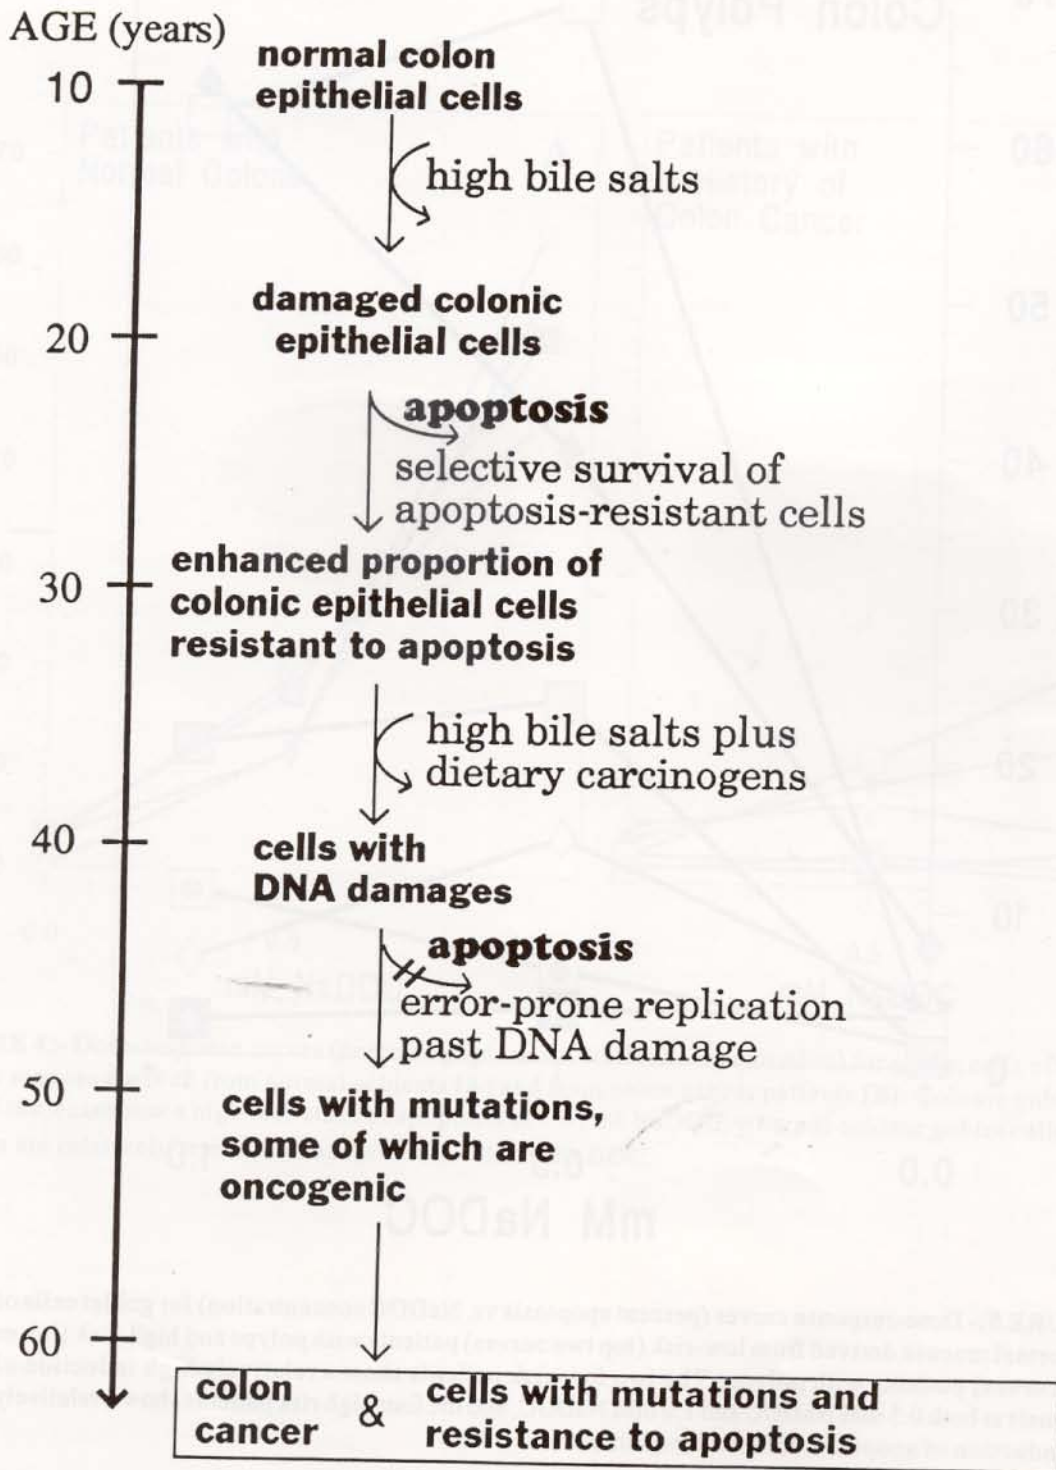 AGE (years)
normal colon
10
epithelial cells
high bile salts
damaged colonic
20
epithelial cells
apoptosis
selective survival of
apoptosis-resistant cells
enhanced proportion of
30
colonic epithelial cells
resistant to apoptosis
high bile salts plus
dietary carcinogens
40
cells with
DNA damages
apoptosis
error-prone replication
past DNA damage
50
cells with mutations,
some of which are
oncogenic
60
colon
cancer
&
cells with mutations and
resistance to apoptosis